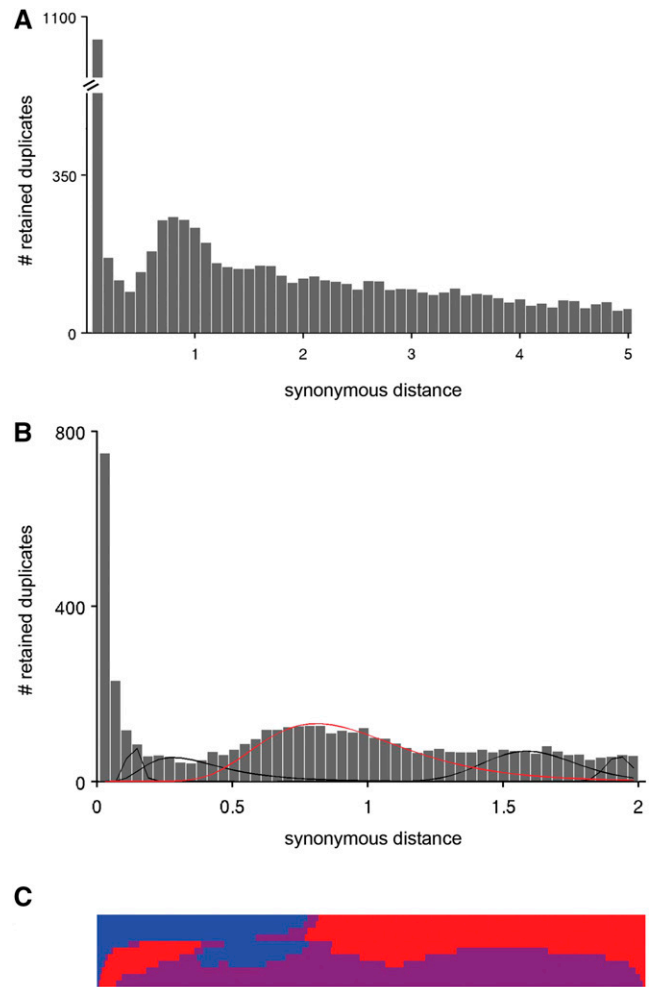 A
1100
350
0
# retained duplicates
1 2 3 4 5
synonymous distance
B
800
400
0
# retained duplicates
0 0.5 1 1.5 2
synonymous distance
C